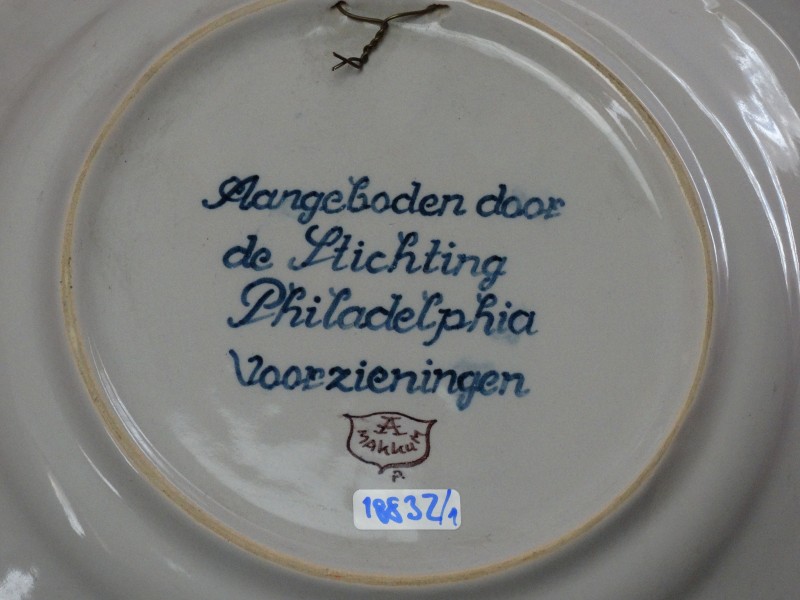 Aangeboden door
de Stichting
Philadelphia
Voorzieningen
A
MAKKUM
P.
18832/1